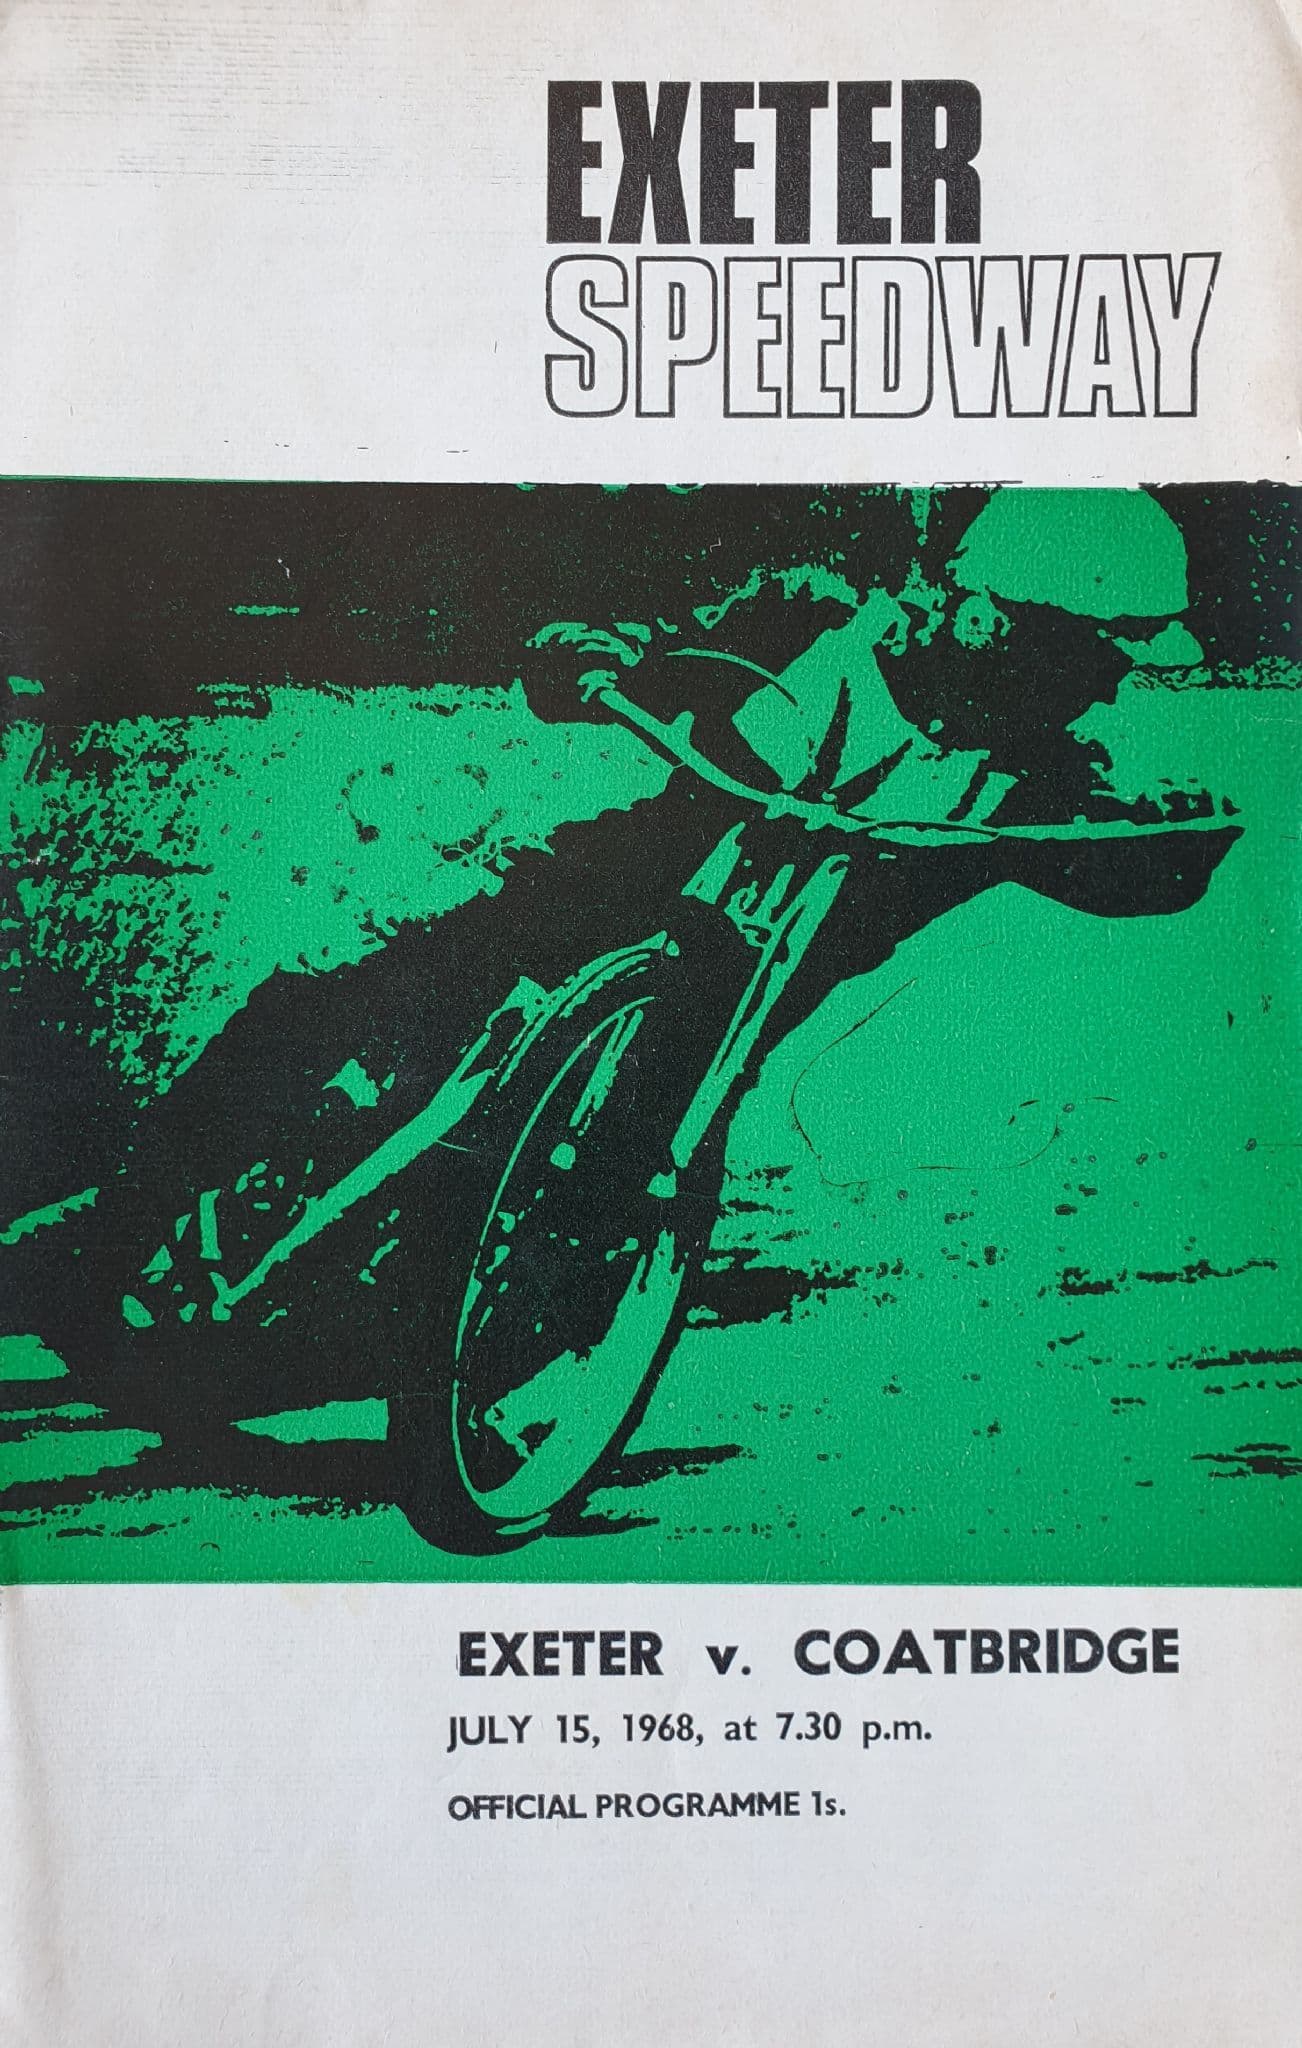 EXETER
SPEEDWAY
EXETER v. COATBRIDGE
JULY 15, 1968, at 7.30 p.m.
OFFICIAL PROGRAMME 1s.